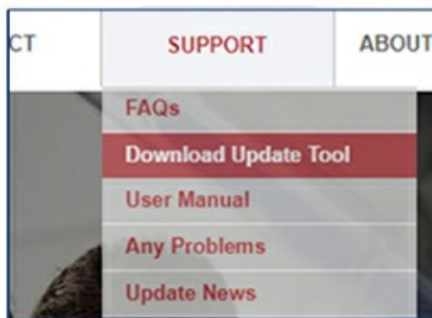 CT SUPPORT ABOUT
FAQs
Download Update Tool
User Manual
Any Problems
Update News